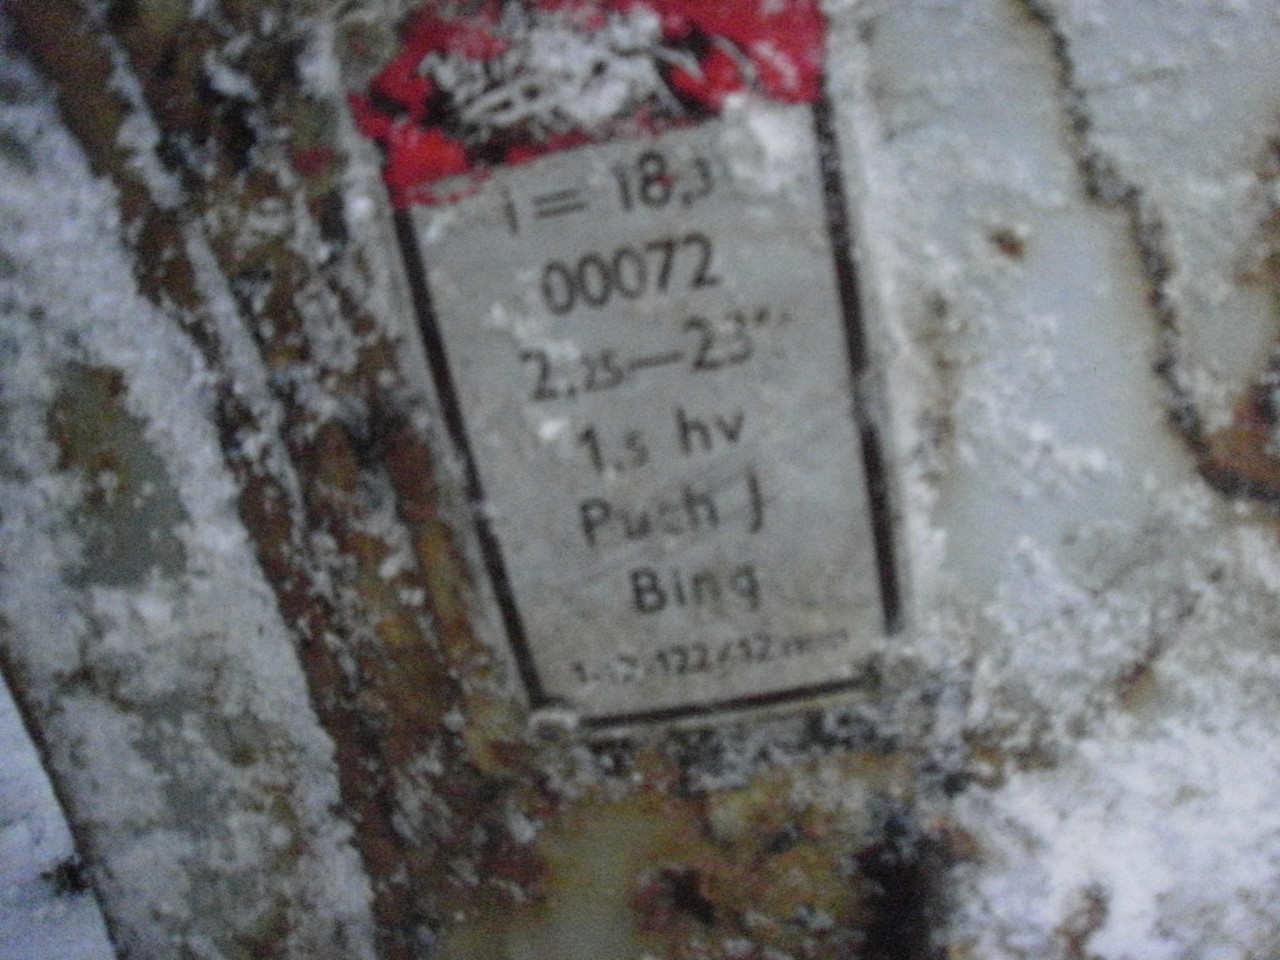 i = 18,3
00072
2,25—23"
1,5 hv
Puch J
Bing